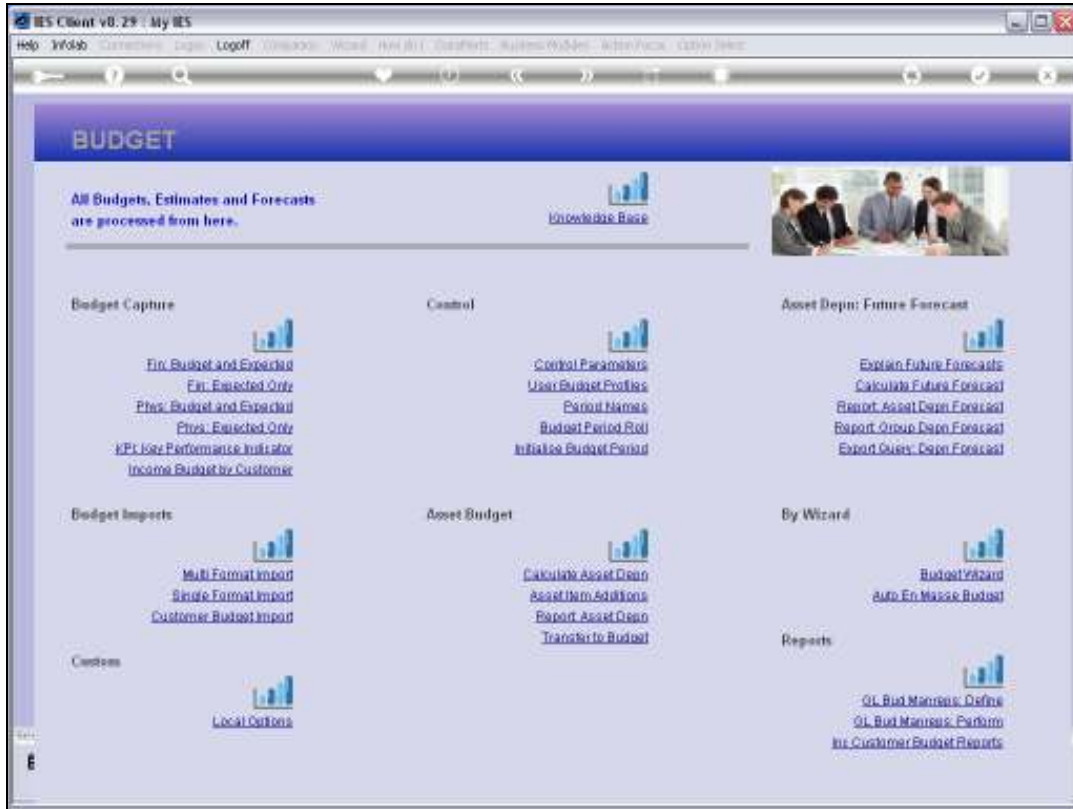 IES Client v8.29 : My IES
Help Infolab Logoff
BUDGET
All Budgets, Estimates and Forecasts
are processed from here.
Knowledge Base
Budget Capture
Fin: Budget and Expected
Fin: Expected Only
Phys: Budget and Expected
Phys: Expected Only
KPI: Key Performance Indicator
Income Budget by Customer
Control
Control Parameters
User Budget Profiles
Period Names
Budget Period Roll
Initialise Budget Period
Asset Depn: Future Forecast
Explain Future Forecasts
Calculate Future Forecast
Report: Asset Depn Forecast
Report: Group Depn Forecast
Export Query: Depn Forecast
Budget Imports
Multi Format Import
Single Format Import
Customer Budget Import
Asset Budget
Calculate Asset Depn
Asset Item Additions
Report Asset Depn
Transfer to Budget
By Wizard
Budget Wizard
Auto En Masse Budget
Custom
Local Options
Reports
GL Bud Manreps: Define
GL Bud Manreps: Perform
Inc Customer Budget Reports